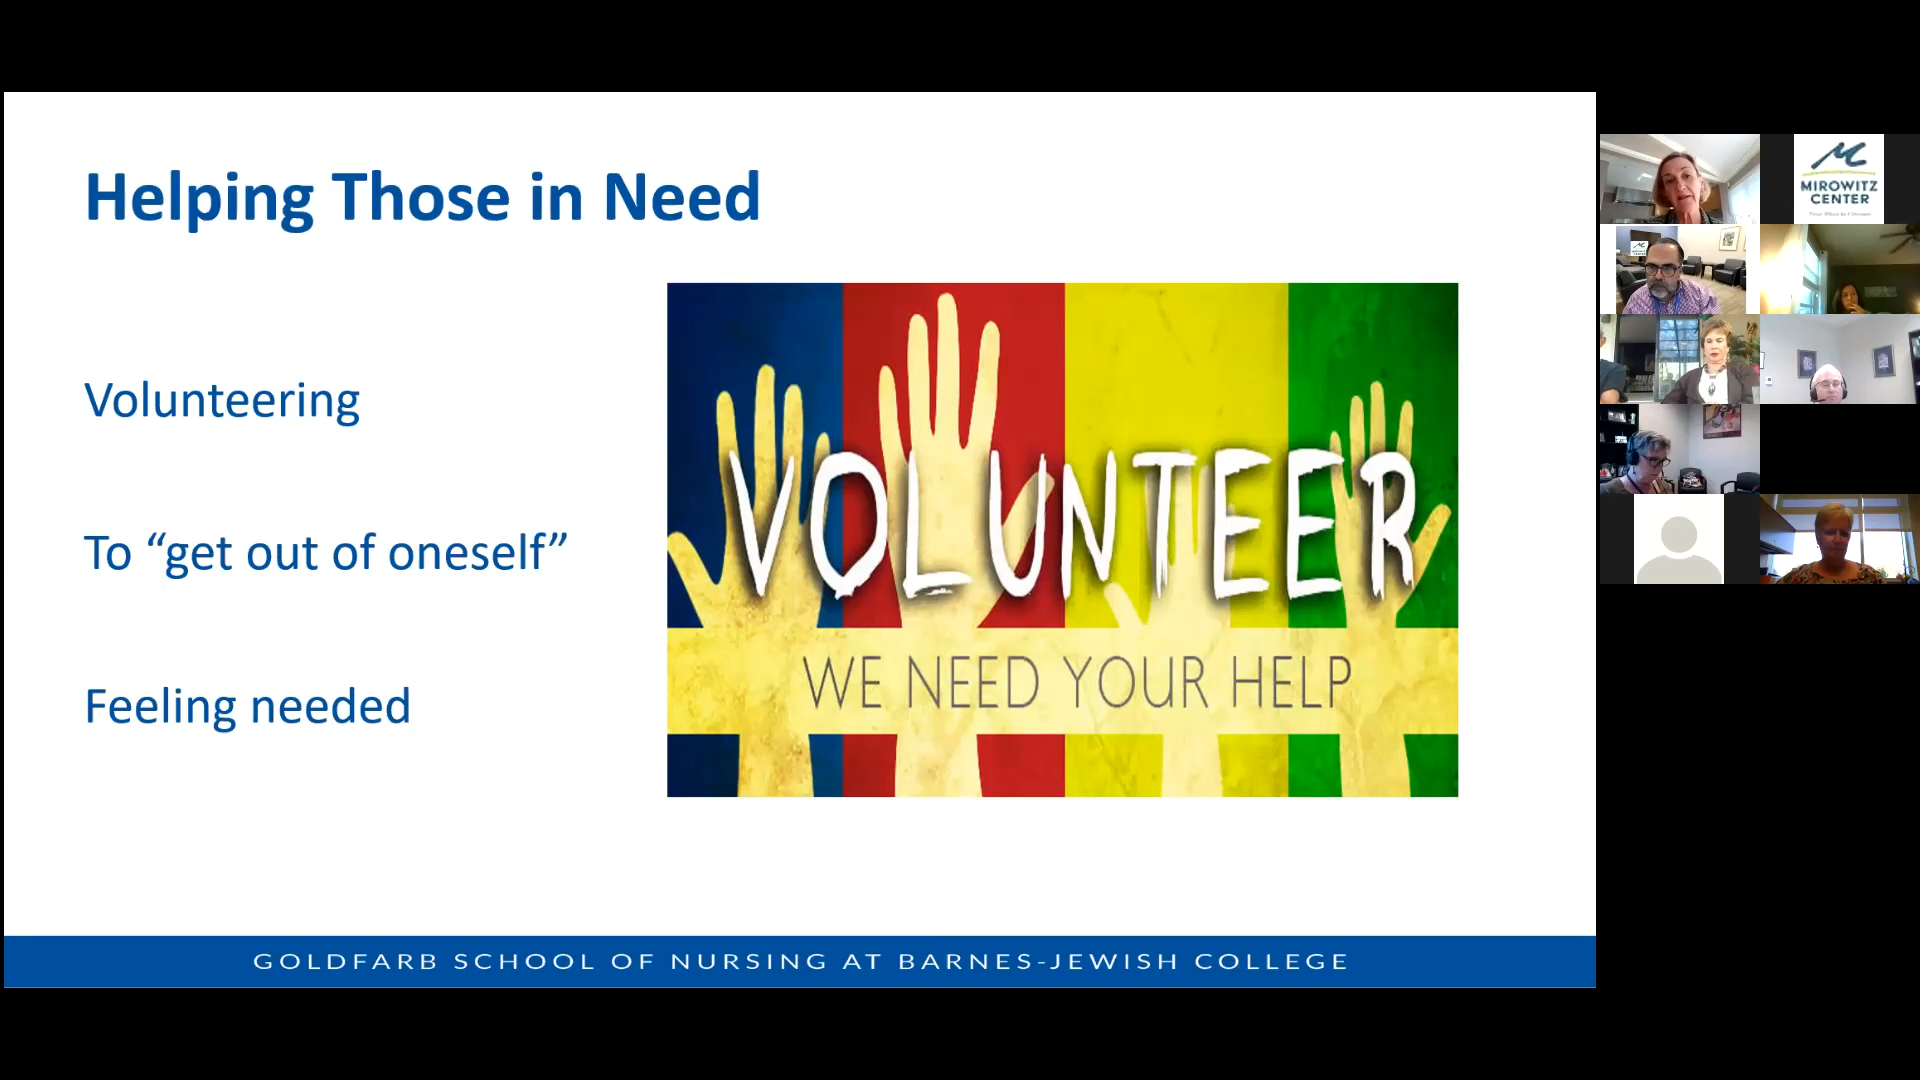 Helping Those in Need
Volunteering
To “get out of oneself”
Feeling needed
VOLUNTEER
WE NEED YOUR HELP
GOLDFARB SCHOOL OF NURSING AT BARNES-JEWISH COLLEGE
MIROWITZ
CENTER